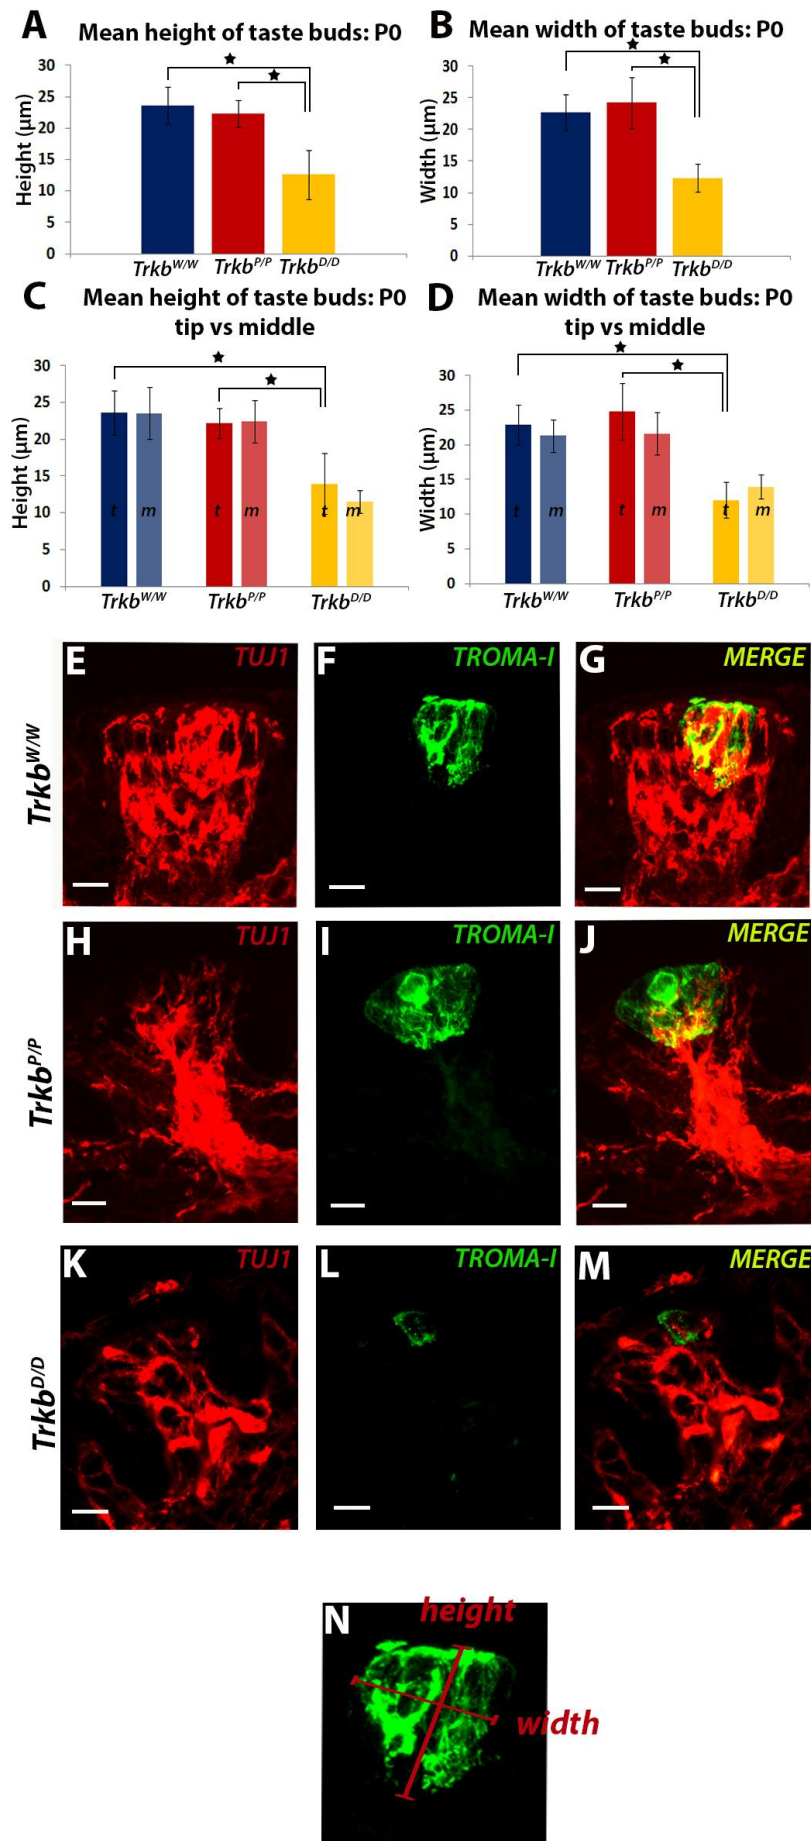 A
Mean height of taste buds: P0
Height (µm)
30
25
20
15
10
5
0
★
★
Trkb^W/W Trkb^P/P Trkb^D/D
B
Mean width of taste buds: P0
Width (µm)
30
25
20
15
10
5
0
★
★
Trkb^W/W Trkb^P/P Trkb^D/D
C
Mean height of taste buds: P0
tip vs middle
Height (µm)
30
25
20
15
10
5
0
★
★
t m t m t m
Trkb^W/W Trkb^P/P Trkb^D/D
D
Mean width of taste buds: P0
tip vs middle
Width (µm)
30
25
20
15
10
5
0
★
★
t m t m t m
Trkb^W/W Trkb^P/P Trkb^D/D
Trkb^W/W
E TUJ1
F TROMA-I
G MERGE
Trkb^P/P
H TUJ1
I TROMA-I
J MERGE
Trkb^D/D
K TUJ1
L TROMA-I
M MERGE
N
height
width